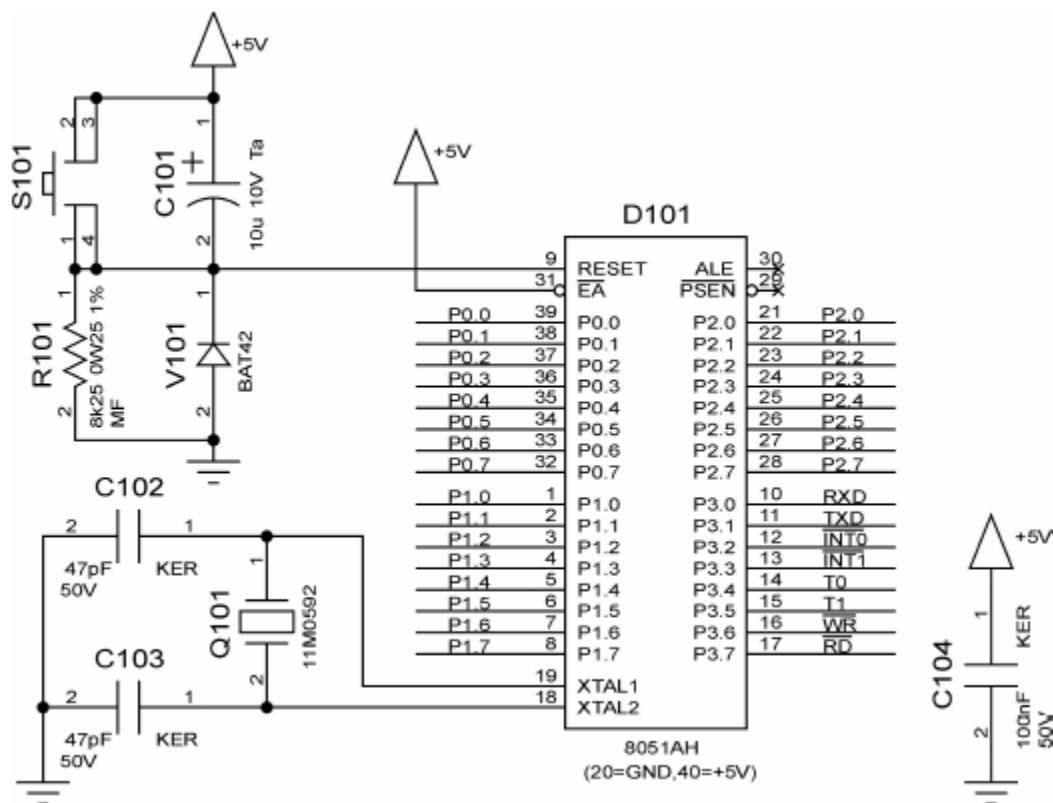 +5V
S101
2
3
1
4
C101
1
+
2
10u 10V Ta
+5V
R101
1
2
8k25 0W25 1%
MF
V101
1
2
BAT42
D101
9 RESET
31 EA
P0.0 39 P0.0
P0.1 38 P0.1
P0.2 37 P0.2
P0.3 36 P0.3
P0.4 35 P0.4
P0.5 34 P0.5
P0.6 33 P0.6
P0.7 32 P0.7
P1.0 1 P1.0
P1.1 2 P1.1
P1.2 3 P1.2
P1.3 4 P1.3
P1.4 5 P1.4
P1.5 6 P1.5
P1.6 7 P1.6
P1.7 8 P1.7
19 XTAL1
18 XTAL2
ALE 30
PSEN 29
P2.0 21 P2.0
P2.1 22 P2.1
P2.2 23 P2.2
P2.3 24 P2.3
P2.4 25 P2.4
P2.5 26 P2.5
P2.6 27 P2.6
P2.7 28 P2.7
P3.0 10 RXD
P3.1 11 TXD
P3.2 12 INT0
P3.3 13 INT1
P3.4 14 T0
P3.5 15 T1
P3.6 16 WR
P3.7 17 RD
8051AH
(20=GND,40=+5V)
C102
2 1
47pF KER
50V
Q101
1
2
11M0592
C103
2 1
47pF KER
50V
+5V
C104
1
2
KER
100nF
50V